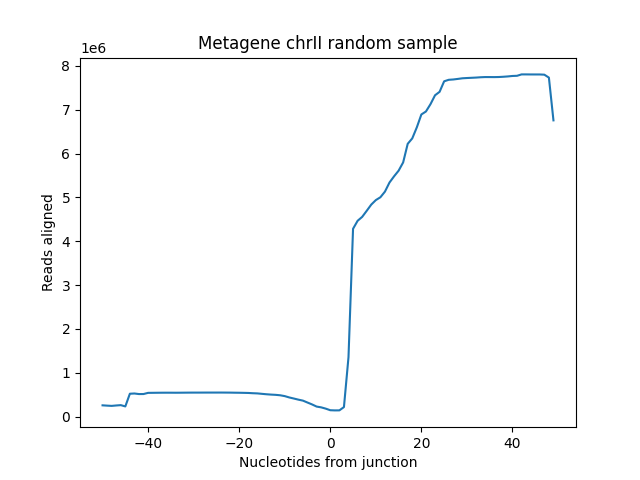 Metagene chrII random sample
1e6
8
7
6
5
4
3
2
1
0
Reads aligned
−40 −20 0 20 40
Nucleotides from junction